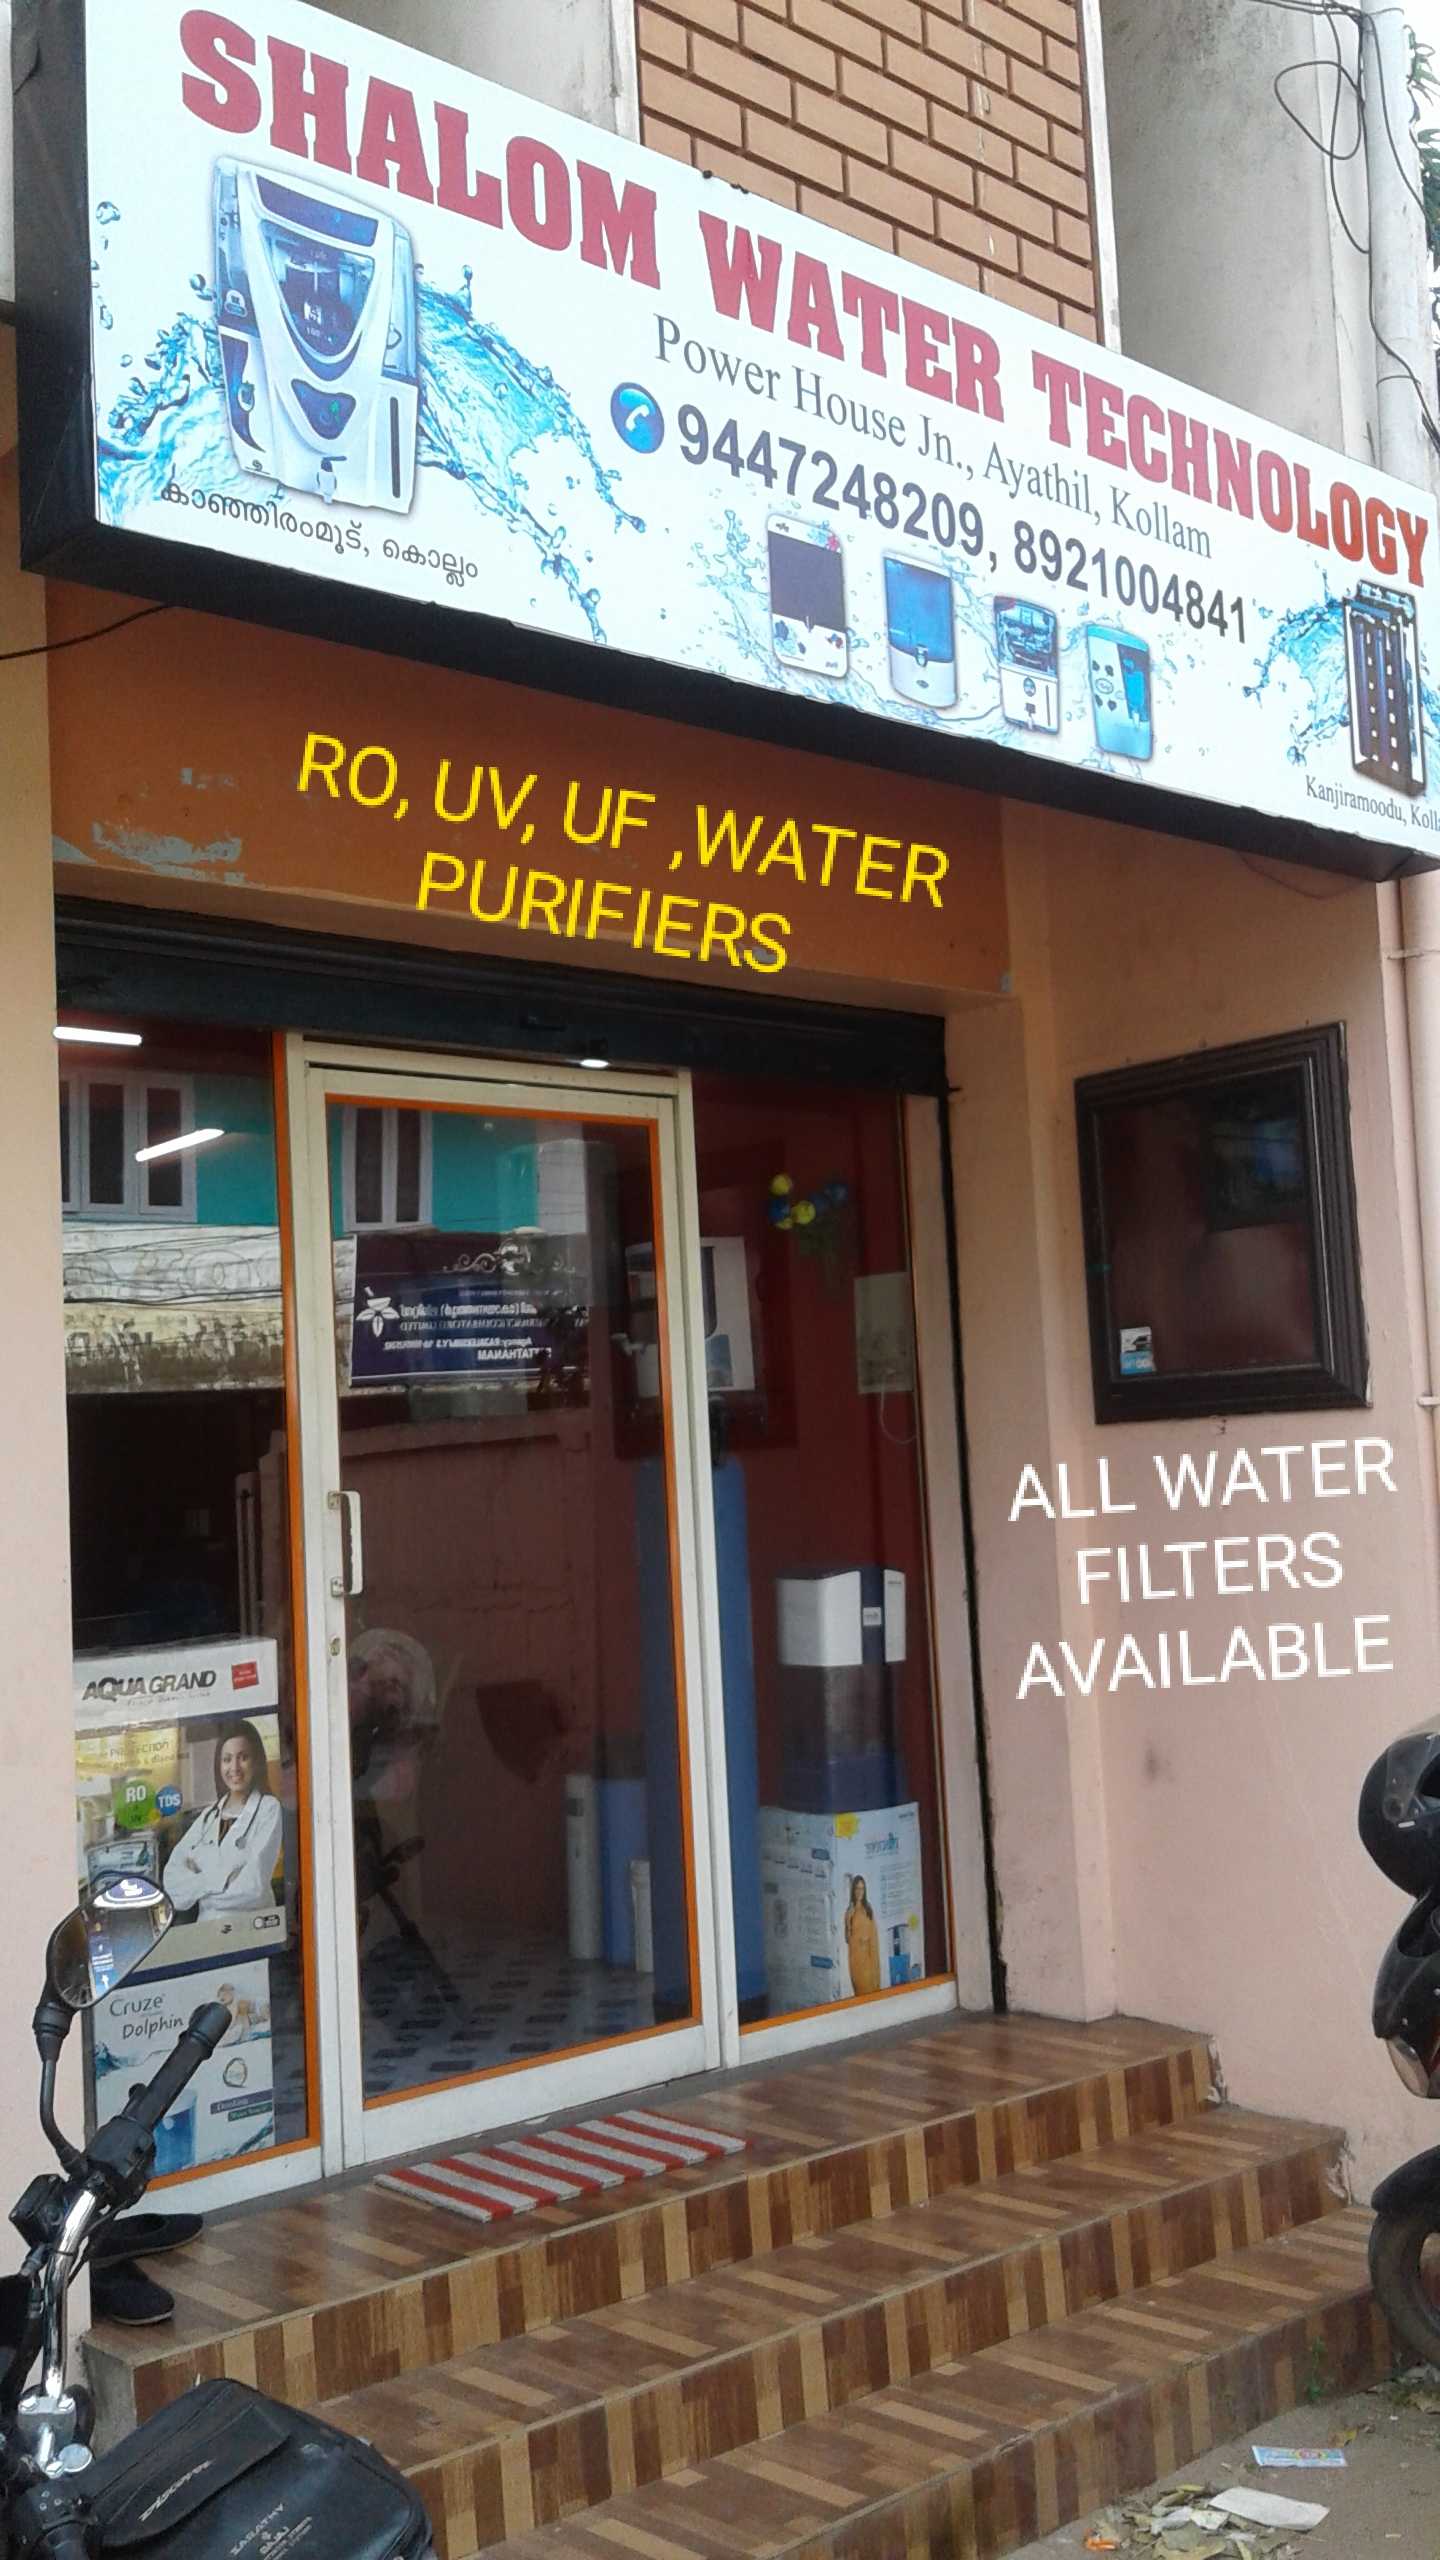 SHALOM WATER TECHNOLOGY
Power House Jn., Ayathil, Kollam
9447248209, 8921004841
കാഞ്ഞിരംമൂട്, കൊല്ലം
Kanjiramoodu,
RO, UV, UF ,WATER
PURIFIERS
ALL WATER
FILTERS
AVAILABLE
AQUA GRAND
RO
TDS
Cruze
Dolphin